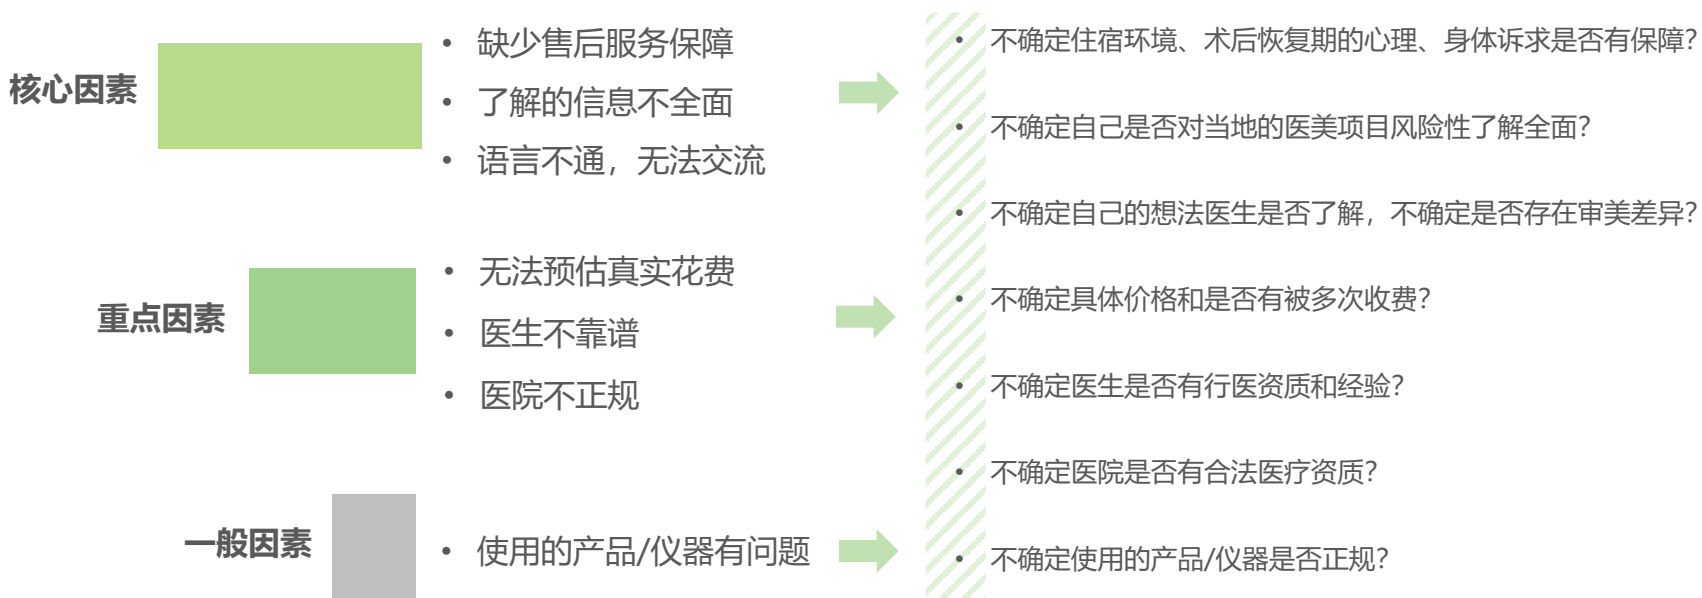 核心因素
• 缺少售后服务保障
• 了解的信息不全面
• 语言不通，无法交流
重点因素
• 无法预估真实花费
• 医生不靠谱
• 医院不正规
一般因素
• 使用的产品/仪器有问题
• 不确定住宿环境、术后恢复期的心理、身体诉求是否有保障?
• 不确定自己是否对当地的医美项目风险性了解全面?
• 不确定自己的想法医生是否了解，不确定是否存在审美差异?
• 不确定具体价格和是否有被多次收费?
• 不确定医生是否有行医资质和经验?
• 不确定医院是否有合法医疗资质?
• 不确定使用的产品/仪器是否正规?